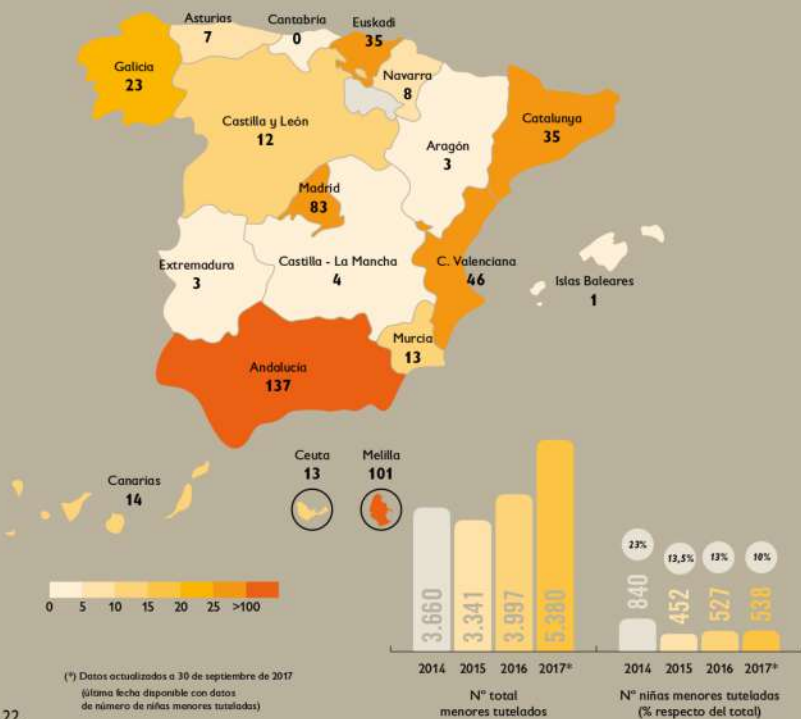 Asturias
7
Cantabria
0
Euskadi
35
Galicia
23
Navarra
8
Castilla y León
12
Catalunya
35
Aragón
3
Madrid
83
Extremadura
3
Castilla - La Mancha
4
C. Valenciana
46
Islas Baleares
1
Murcia
13
Andalucía
137
Canarias
14
Ceuta
13
Melilla
101
0 5 10 15 20 25 >100
(*) Datos actualizados a 30 de septiembre de 2017
(última fecha disponible con datos
de número de niñas menores tuteladas)
22
3.660
3.341
3.997
5.380
2014 2015 2016 2017*
Nº total
menores tutelados
23%
13,5%
13%
10%
840
452
527
538
2014 2015 2016 2017*
Nº niñas menores tuteladas
(% respecto del total)